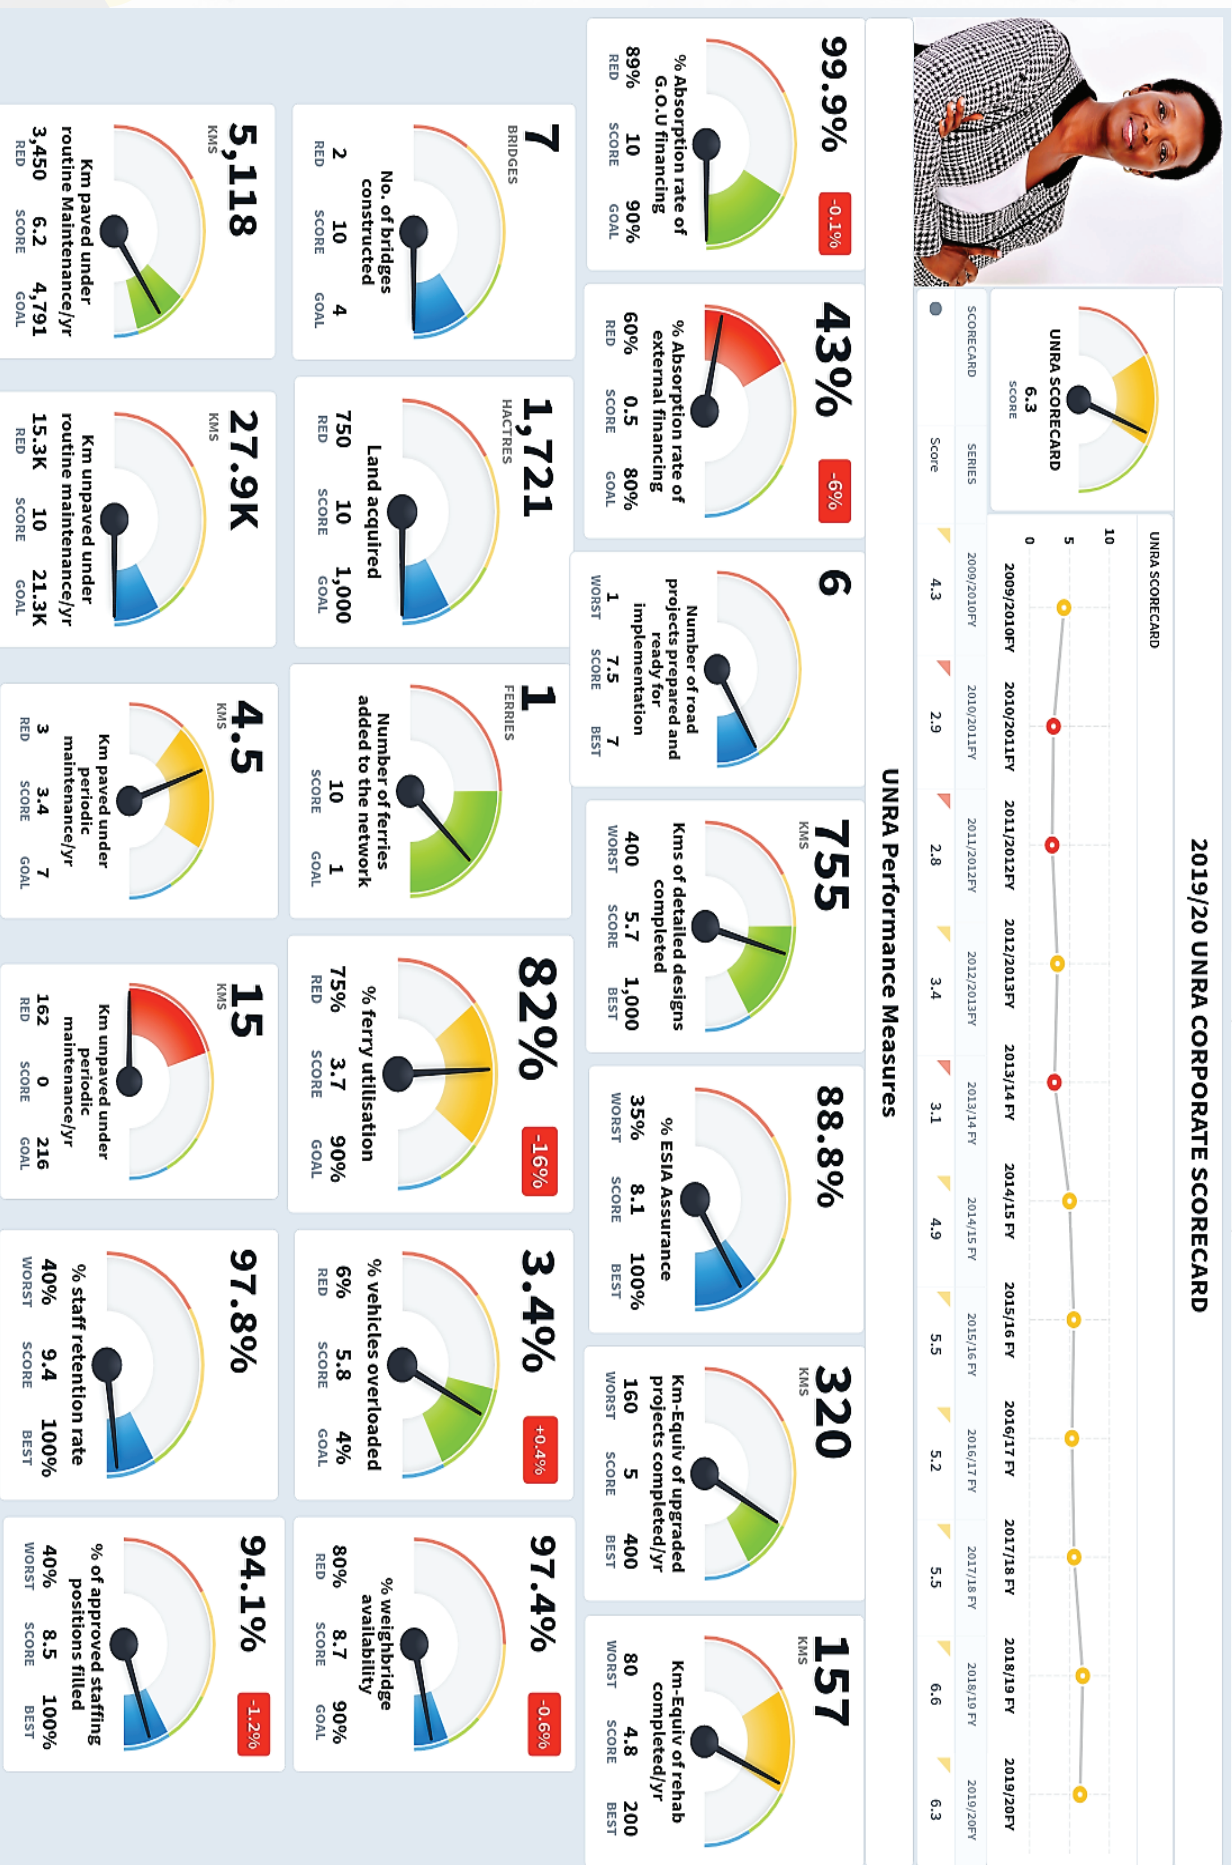 2019/20 UNRA CORPORATE SCORECARD
UNRA SCORECARD
6.3
SCORE
UNRA SCORECARD
10
5
0
2009/2010FY 2010/2011FY 2011/2012FY 2012/2013FY 2013/14 FY 2014/15 FY 2015/16 FY 2016/17 FY 2017/18 FY 2018/19 FY 2019/20FY
SCORECARD SERIES 2009/2010FY 2010/2011FY 2011/2012FY 2012/2013FY 2013/14 FY 2014/15 FY 2015/16 FY 2016/17 FY 2017/18 FY 2018/19 FY 2019/20FY
Score 4.3 2.9 2.8 3.4 3.1 4.9 5.5 5.2 5.5 6.6 6.3
UNRA Performance Measures
99.9%
-0.1%
% Absorption rate of
G.O.U financing
89% 10 90%
RED SCORE GOAL
43%
-6%
% Absorption rate of
external financing
60% 0.5 80%
RED SCORE GOAL
6
Number of road
projects prepared and
ready for
implementation
1 7.5 7
WORST SCORE BEST
755
KMS
Kms of detailed designs
completed
400 5.7 1,000
WORST SCORE BEST
88.8%
% ESIA Assurance
35% 8.1 100%
WORST SCORE BEST
320
KMS
Km-Equiv of upgraded
projects completed/yr
160 5 400
WORST SCORE BEST
157
KMS
Km-Equiv of rehab
completed/yr
80 4.8 200
WORST SCORE BEST
7
BRIDGES
No. of bridges
constructed
2 10 4
RED SCORE GOAL
1,721
HACTRES
Land acquired
750 10 1,000
RED SCORE GOAL
1
FERRIES
Number of ferries
added to the network
10 1
SCORE GOAL
82%
-16%
% ferry utilisation
75% 3.7 90%
RED SCORE GOAL
3.4%
+0.4%
% vehicles overloaded
6% 5.8 4%
RED SCORE GOAL
97.4%
-0.6%
% weighbridge
availability
80% 8.7 90%
RED SCORE GOAL
5,118
KMS
Km paved under
routine Maintenance/yr
3,450 6.2 4,791
RED SCORE GOAL
27.9K
KMS
Km unpaved under
routine maintenance/yr
15.3K 10 21.3K
RED SCORE GOAL
4.5
KMS
Km paved under
periodic
maintenance/yr
3 3.4 7
RED SCORE GOAL
15
KMS
Km unpaved under
periodic
maintenance/yr
162 0 216
RED SCORE GOAL
97.8%
% staff retention rate
40% 9.4 100%
WORST SCORE BEST
94.1%
-1.2%
% of approved staffing
positions filled
40% 8.5 100%
WORST SCORE BEST